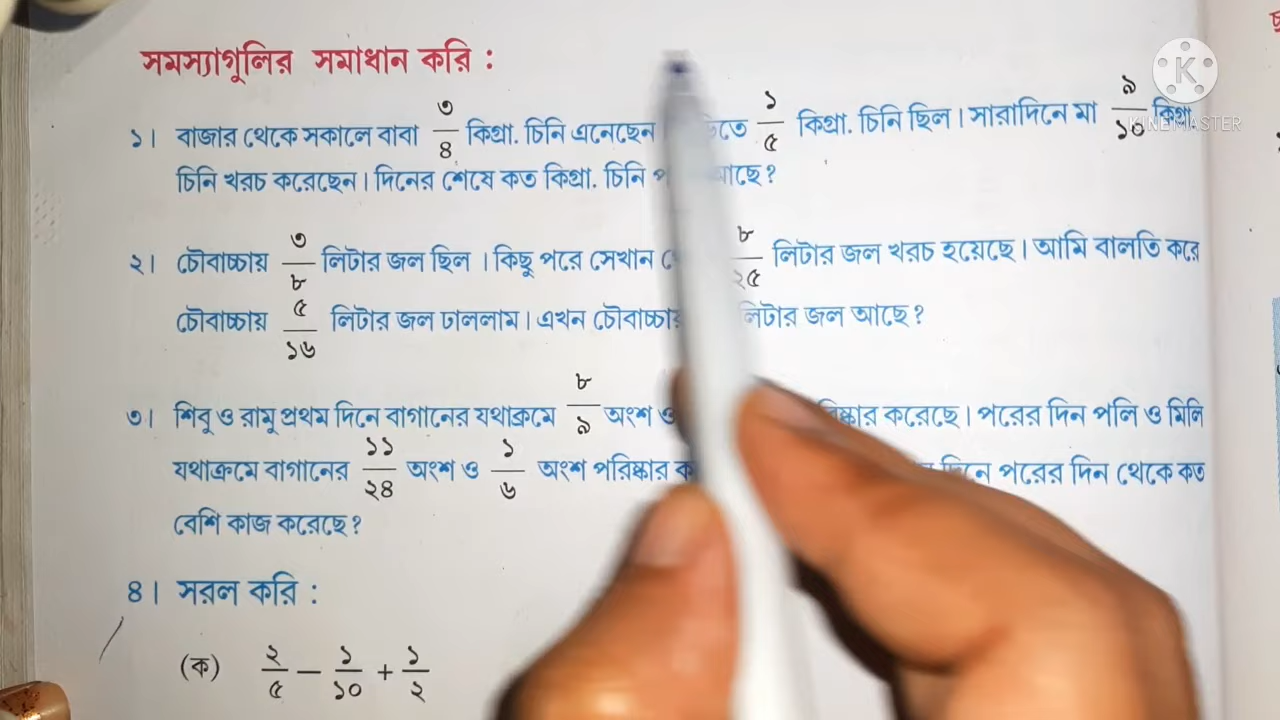 সমস্যাগুলির সমাধান করি :
১। বাজার থেকে সকালে বাবা ৩/৪ কিগ্রা. চিনি এনেছেন ১/৫ কিগ্রা. চিনি ছিল। সারাদিনে মা ৯/১০ কিগ্রা.
চিনি খরচ করেছেন। দিনের শেষে কত কিগ্রা. চিনি আছে?
২। চৌবাচ্চায় ৩/৮ লিটার জল ছিল । কিছু পরে সেখান ৮/২৫ লিটার জল খরচ হয়েছে। আমি বালতি করে
চৌবাচ্চায় ৫/১৬ লিটার জল ঢাললাম। এখন চৌবাচ্চায় লিটার জল আছে?
৩। শিবু ও রামু প্রথম দিনে বাগানের যথাক্রমে ৮/৯ অংশ ও পরিষ্কার করেছে। পরের দিন পলি ও মিলি
যথাক্রমে বাগানের ১১/২৪ অংশ ও ১/৬ অংশ পরিষ্কার দিনে পরের দিন থেকে কত
বেশি কাজ করেছে?
৪। সরল করি :
(ক) ২/৫ – ১/১০ + ১/২
K
KINEMASTER